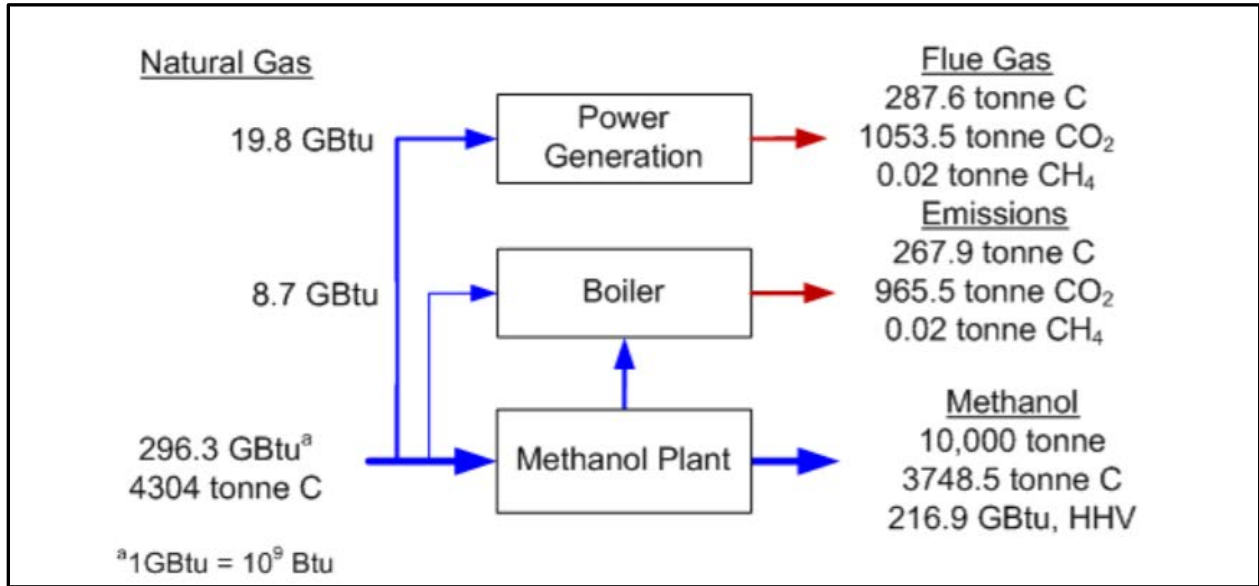 Natural Gas
19.8 GBtu
8.7 GBtu
296.3 GBtuᵃ
4304 tonne C
ᵃ1GBtu = 10⁹ Btu
Power
Generation
Boiler
Methanol Plant
Flue Gas
287.6 tonne C
1053.5 tonne CO₂
0.02 tonne CH₄
Emissions
267.9 tonne C
965.5 tonne CO₂
0.02 tonne CH₄
Methanol
10,000 tonne
3748.5 tonne C
216.9 GBtu, HHV